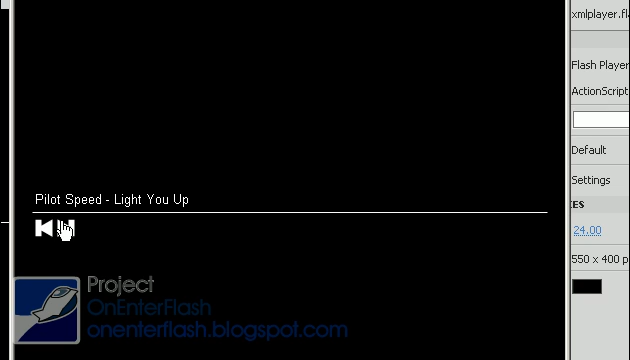 xmlplayer.fl
Flash Player
ActionScript
Default
Settings
ES
24.00
550 x 400 p
Pilot Speed - Light You Up
Project
OnEnterFlash
onenterflash.blogspot.com